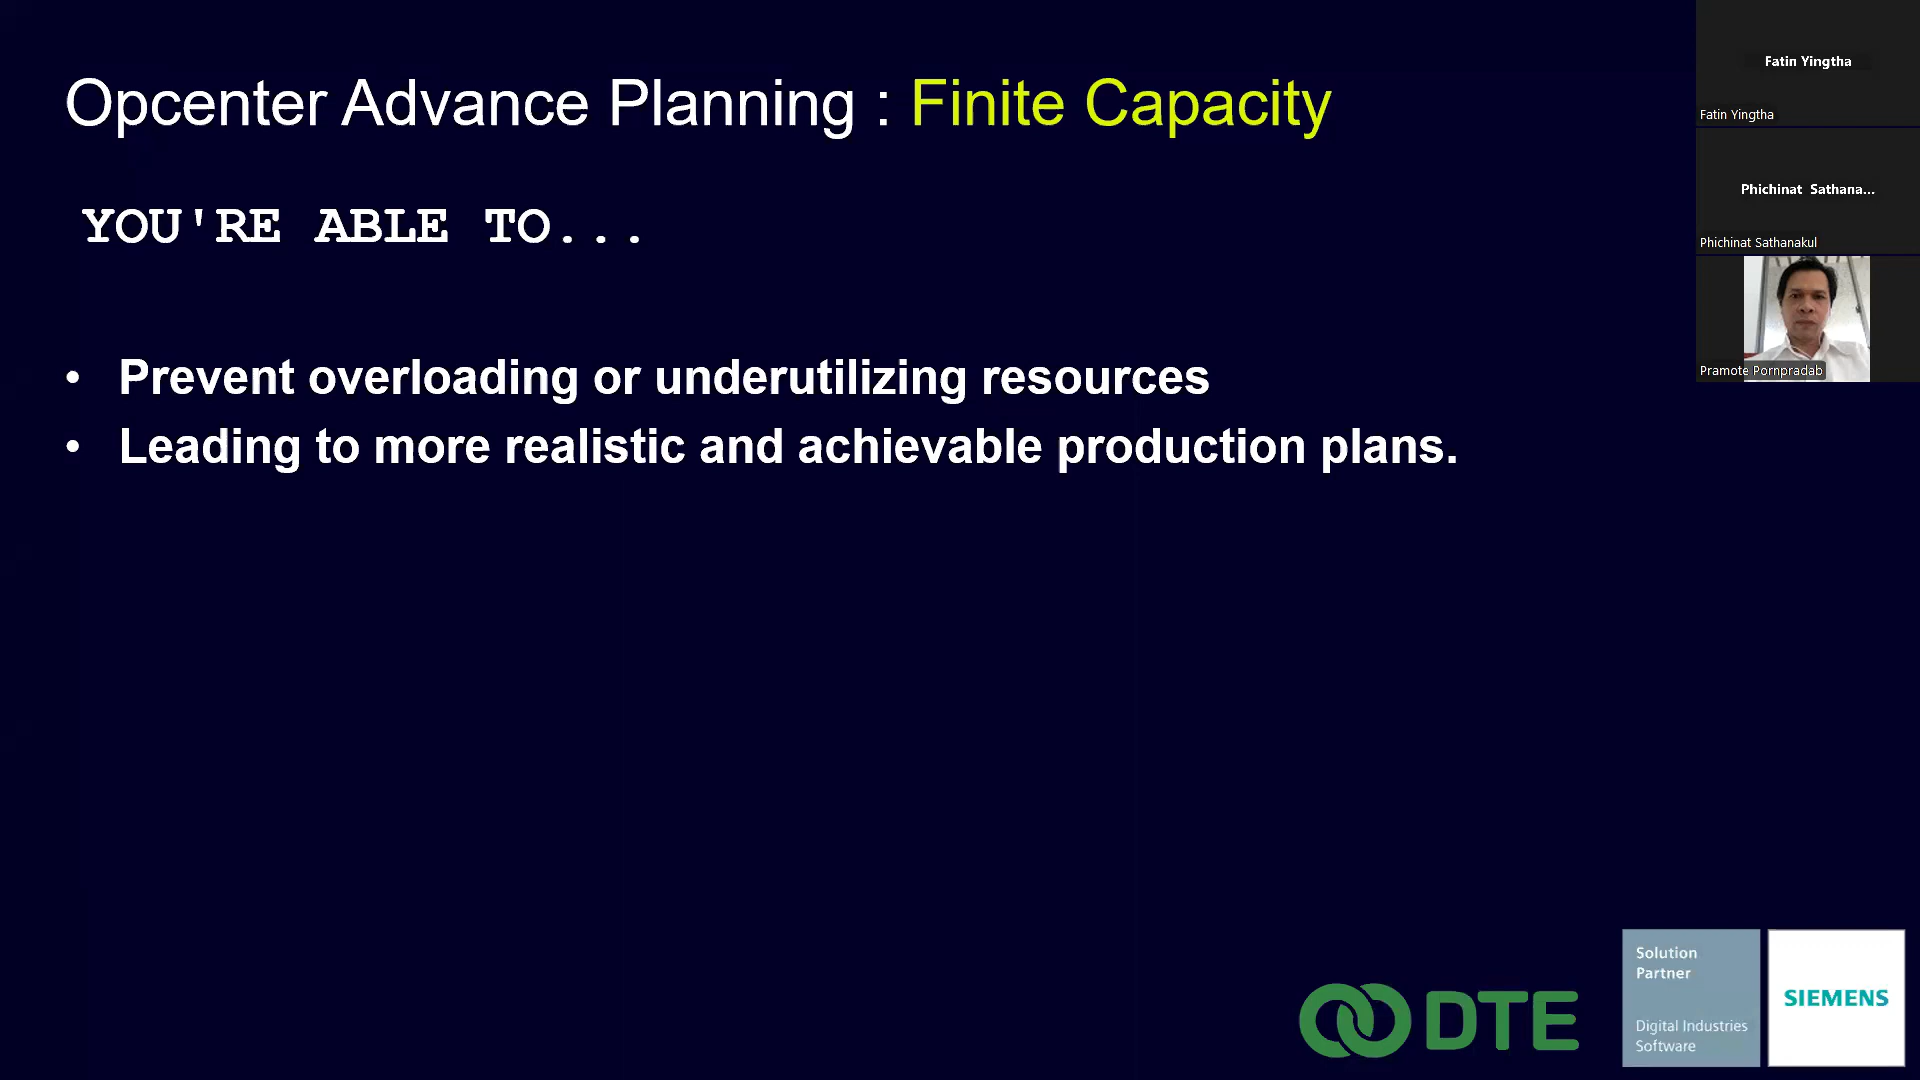 Opcenter Advance Planning : Finite Capacity
YOU'RE ABLE TO...
• Prevent overloading or underutilizing resources
• Leading to more realistic and achievable production plans.
Fatin Yingtha
Fatin Yingtha
Phichinat Sathana...
Phichinat Sathanakul
Pramote Pornpradab
DTE
Solution
Partner
Digital Industries
Software
SIEMENS